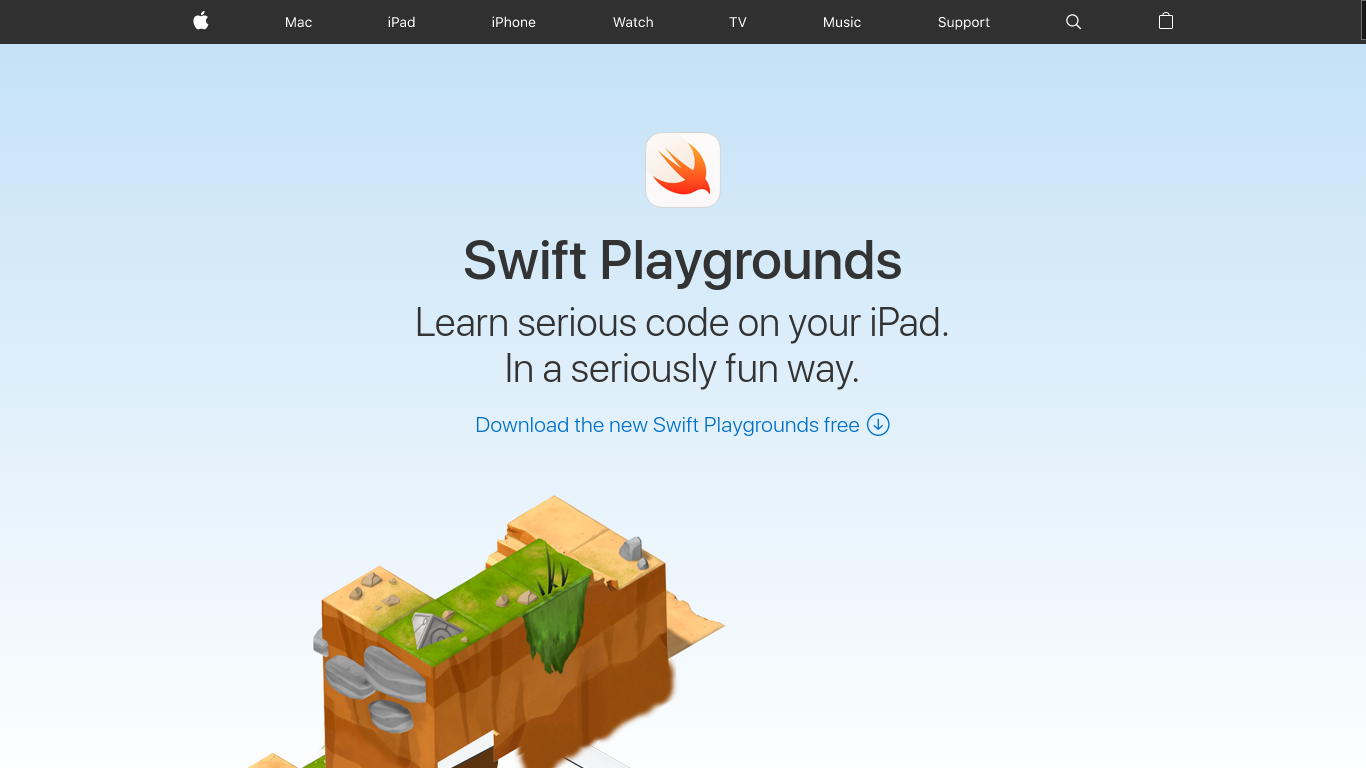 Mac iPad iPhone Watch TV Music Support
Swift Playgrounds
Learn serious code on your iPad.
In a seriously fun way.
Download the new Swift Playgrounds free